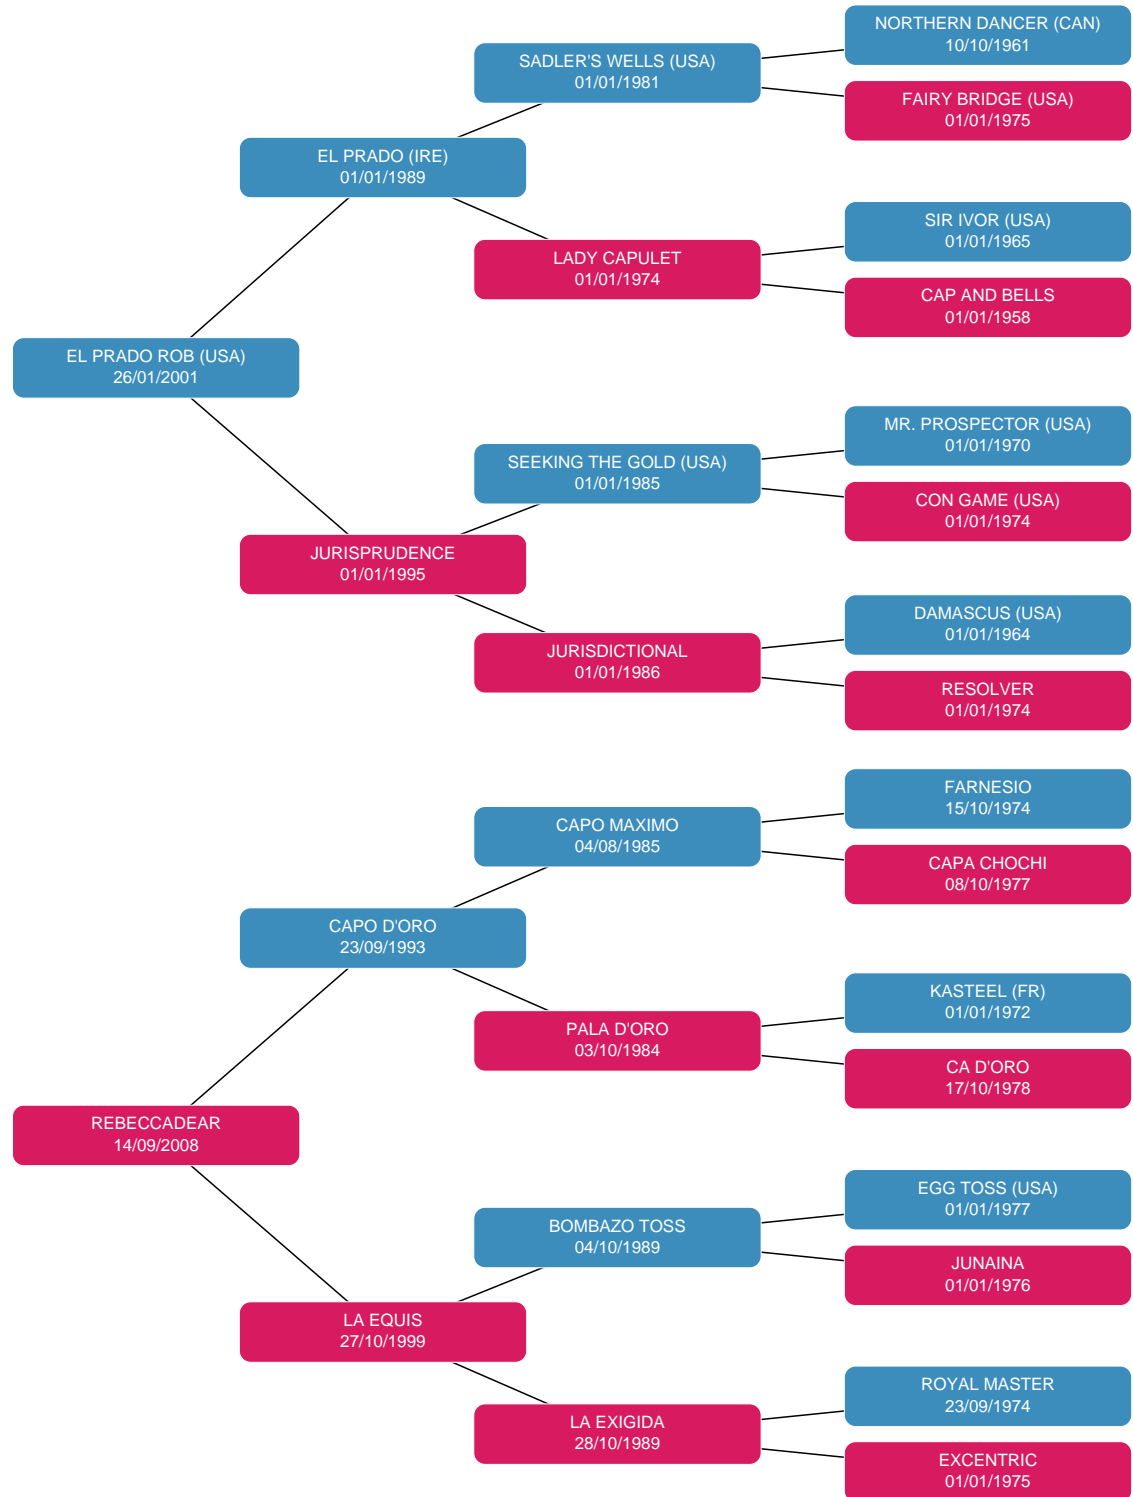 NORTHERN DANCER (CAN)
10/10/1961
SADLER'S WELLS (USA)
01/01/1981
FAIRY BRIDGE (USA)
01/01/1975
EL PRADO (IRE)
01/01/1989
SIR IVOR (USA)
01/01/1965
LADY CAPULET
01/01/1974
CAP AND BELLS
01/01/1958
EL PRADO ROB (USA)
26/01/2001
MR. PROSPECTOR (USA)
01/01/1970
SEEKING THE GOLD (USA)
01/01/1985
CON GAME (USA)
01/01/1974
JURISPRUDENCE
01/01/1995
DAMASCUS (USA)
01/01/1964
JURISDICTIONAL
01/01/1986
RESOLVER
01/01/1974
FARNESIO
15/10/1974
CAPO MAXIMO
04/08/1985
CAPA CHOCHI
08/10/1977
CAPO D'ORO
23/09/1993
KASTEEL (FR)
01/01/1972
PALA D'ORO
03/10/1984
CA D'ORO
17/10/1978
REBECCADEAR
14/09/2008
EGG TOSS (USA)
01/01/1977
BOMBAZO TOSS
04/10/1989
JUNAINA
01/01/1976
LA EQUIS
27/10/1999
ROYAL MASTER
23/09/1974
LA EXIGIDA
28/10/1989
EXCENTRIC
01/01/1975